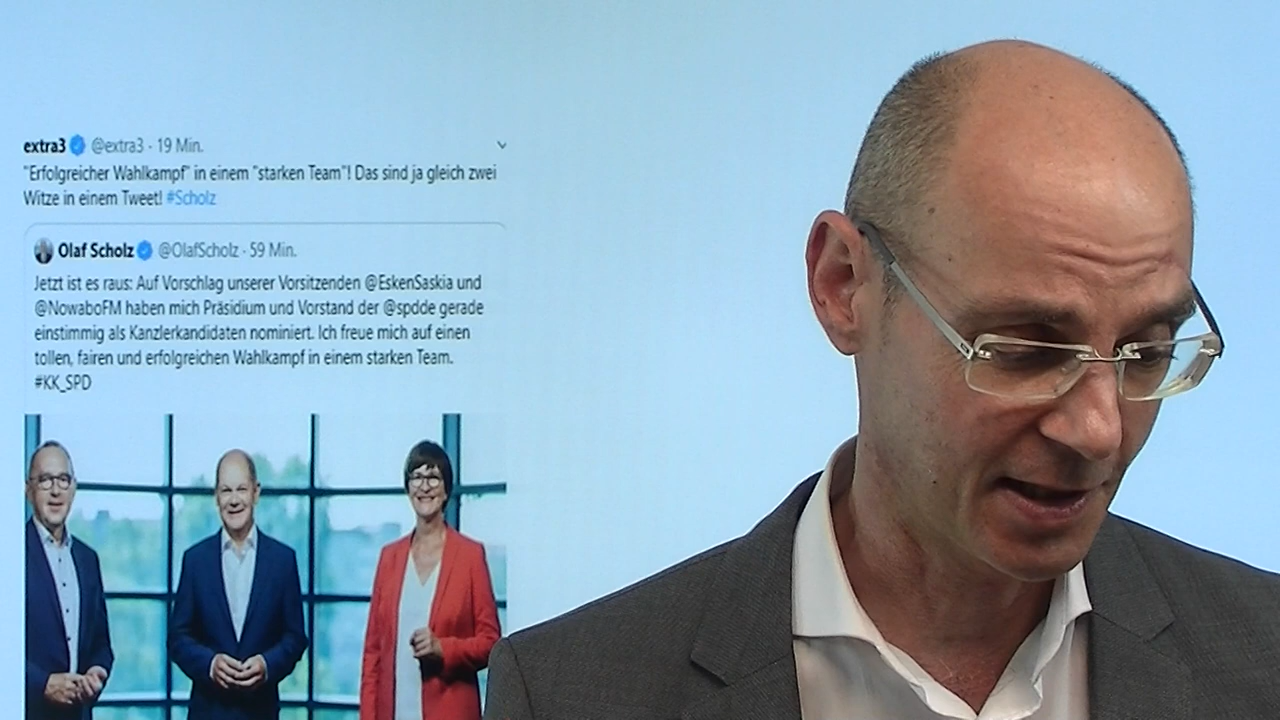 extra3 @extra3 · 19 Min.
"Erfolgreicher Wahlkampf" in einem "starken Team"! Das sind ja gleich zwei
Witze in einem Tweet! #Scholz
Olaf Scholz @OlafScholz · 59 Min.
Jetzt ist es raus: Auf Vorschlag unserer Vorsitzenden @EskenSaskia und
@NowaboFM haben mich Präsidium und Vorstand der @spdde gerade
einstimmig als Kanzlerkandidaten nominiert. Ich freue mich auf einen
tollen, fairen und erfolgreichen Wahlkampf in einem starken Team.
#KK_SPD